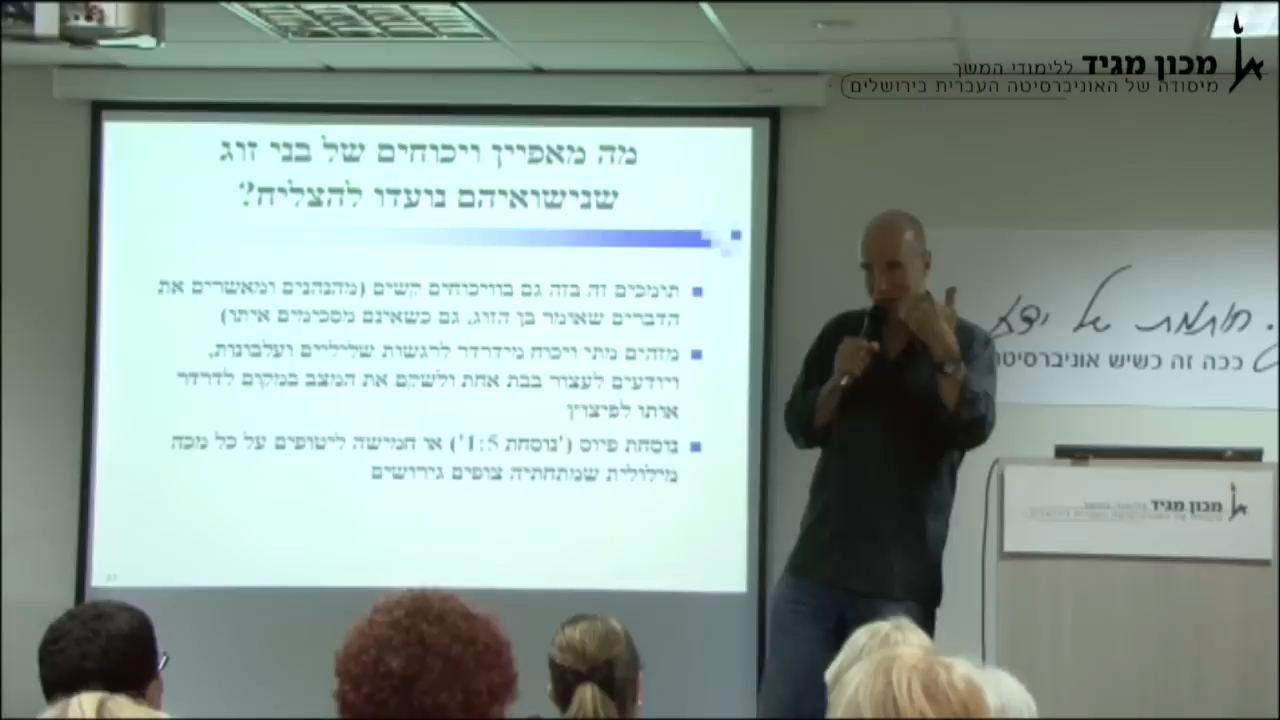 מכון מגיד ללימודי המשך
מיסודה של האוניברסיטה העברית בירושלים
מה מאפיין ויכוחים של בני זוג
שנישואיהם נועדו להצליח?
תומכים זה בזה גם בוויכוחים קשים (מהנהנים ומאשרים את
הדברים שאומר בן הזוג, גם כשאינם מסכימים איתו)
מזהים מתי ויכוח מידרדר לרגשות שליליים ועלבונות,
ויודעים לעצור בבת אחת ולשקם את המצב במקום לדרדר
אותו לפיצוץ
נוסחת פיוס ('נוסחת 1:5') או חמישה ליטופים על כל מכה
מילולית שמתחתיה צופים גירושים
חותמת של
ככה זה כשיש אוניברסיטה
מכון מגיד